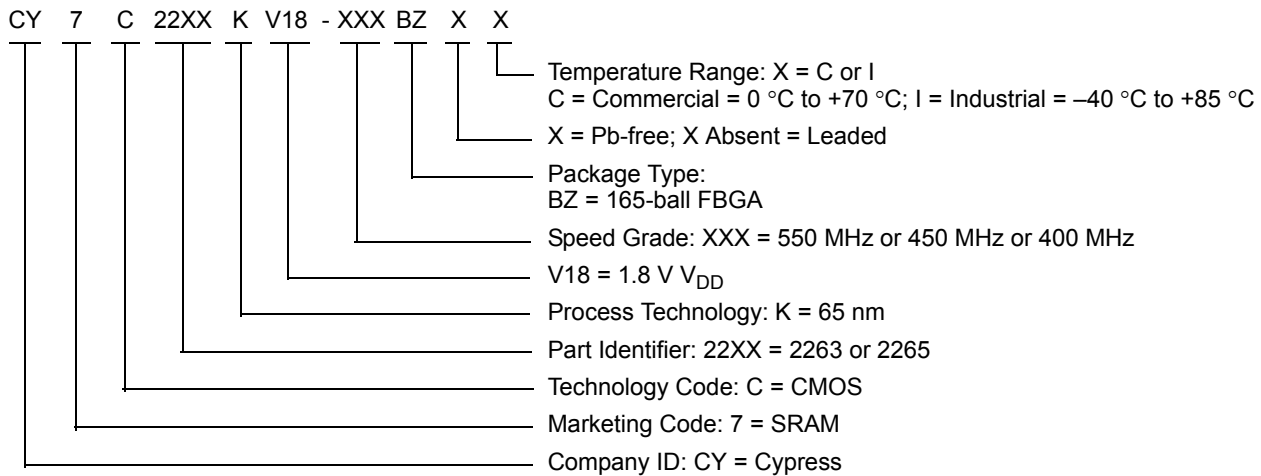 CY 7 C 22XX K V18 - XXX BZ X X
Temperature Range: X = C or I
C = Commercial = 0 °C to +70 °C; I = Industrial = –40 °C to +85 °C
X = Pb-free; X Absent = Leaded
Package Type:
BZ = 165-ball FBGA
Speed Grade: XXX = 550 MHz or 450 MHz or 400 MHz
V18 = 1.8 V VDD
Process Technology: K = 65 nm
Part Identifier: 22XX = 2263 or 2265
Technology Code: C = CMOS
Marketing Code: 7 = SRAM
Company ID: CY = Cypress